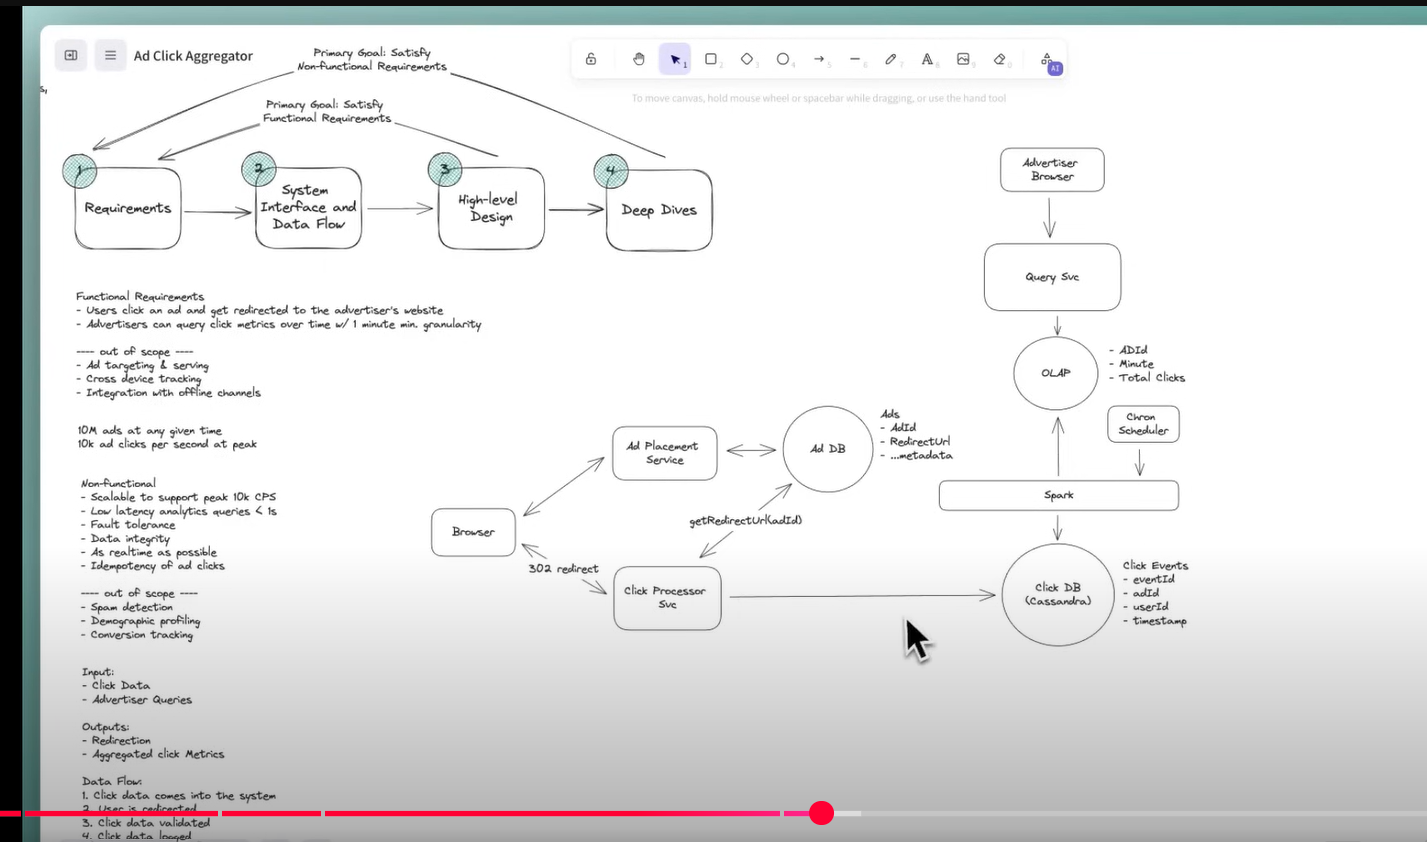 Ad Click Aggregator
Primary Goal: Satisfy
Non-functional Requirements
s,
To move canvas, hold mouse wheel or spacebar while dragging, or use the hand tool
1
2
3
4
5
6
7
8
9
0
AI
Primary Goal: Satisfy
Functional Requirements
1
Requirements
2
System
Interface and
Data Flow
3
High-level
Design
4
Deep Dives
Functional Requirements
- Users click an ad and get redirected to the advertiser's website
- Advertisers can query click metrics over time w/ 1 minute min. granularity
---- out of scope ----
- Ad targeting & serving
- Cross device tracking
- Integration with offline channels
10M ads at any given time
10k ad clicks per second at peak
Non-functional
- Scalable to support peak 10k CPS
- Low latency analytics queries < 1s
- Fault tolerance
- Data integrity
- As realtime as possible
- Idempotency of ad clicks
---- out of scope ----
- Spam detection
- Demographic profiling
- Conversion tracking
Input:
- Click Data
- Advertiser Queries
Outputs:
- Redirection
- Aggregated click Metrics
Data Flow:
1. Click data comes into the system
2. User is redirected
3. Click data validated
4. Click data logged
Browser
Ad Placement
Service
Ad DB
Ads
- AdId
- RedirectUrl
- ...metadata
getRedirectUrl(adId)
302 redirect
Click Processor
Svc
Advertiser
Browser
Query Svc
OLAP
- ADId
- Minute
- Total Clicks
Chron
Scheduler
Spark
Click DB
(Cassandra)
Click Events
- eventId
- adId
- userId
- timestamp